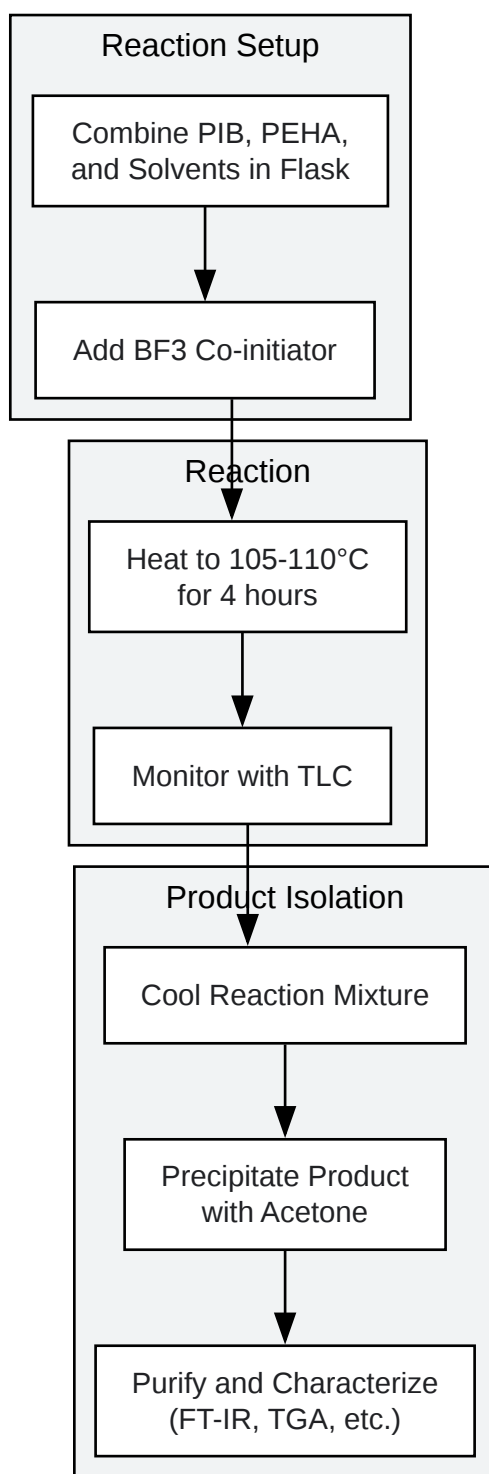 Reaction Setup
Combine PIB, PEHA,
and Solvents in Flask
Add BF3 Co-initiator
Reaction
Heat to 105-110°C
for 4 hours
Monitor with TLC
Product Isolation
Cool Reaction Mixture
Precipitate Product
with Acetone
Purify and Characterize
(FT-IR, TGA, etc.)